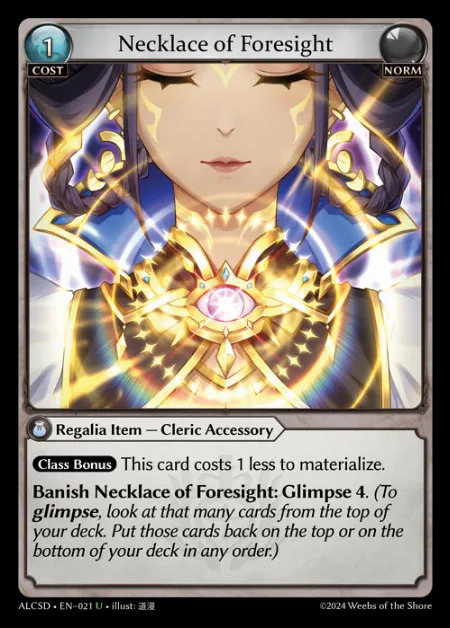 1
Necklace of Foresight
COST
NORM
Regalia Item — Cleric Accessory
Class Bonus This card costs 1 less to materialize.
Banish Necklace of Foresight: Glimpse 4. (To
glimpse, look at that many cards from the top of
your deck. Put those cards back on the top or on the
bottom of your deck in any order.)
ALCSD • EN–021 U • illust: 道漫
©2024 Weebs of the Shore